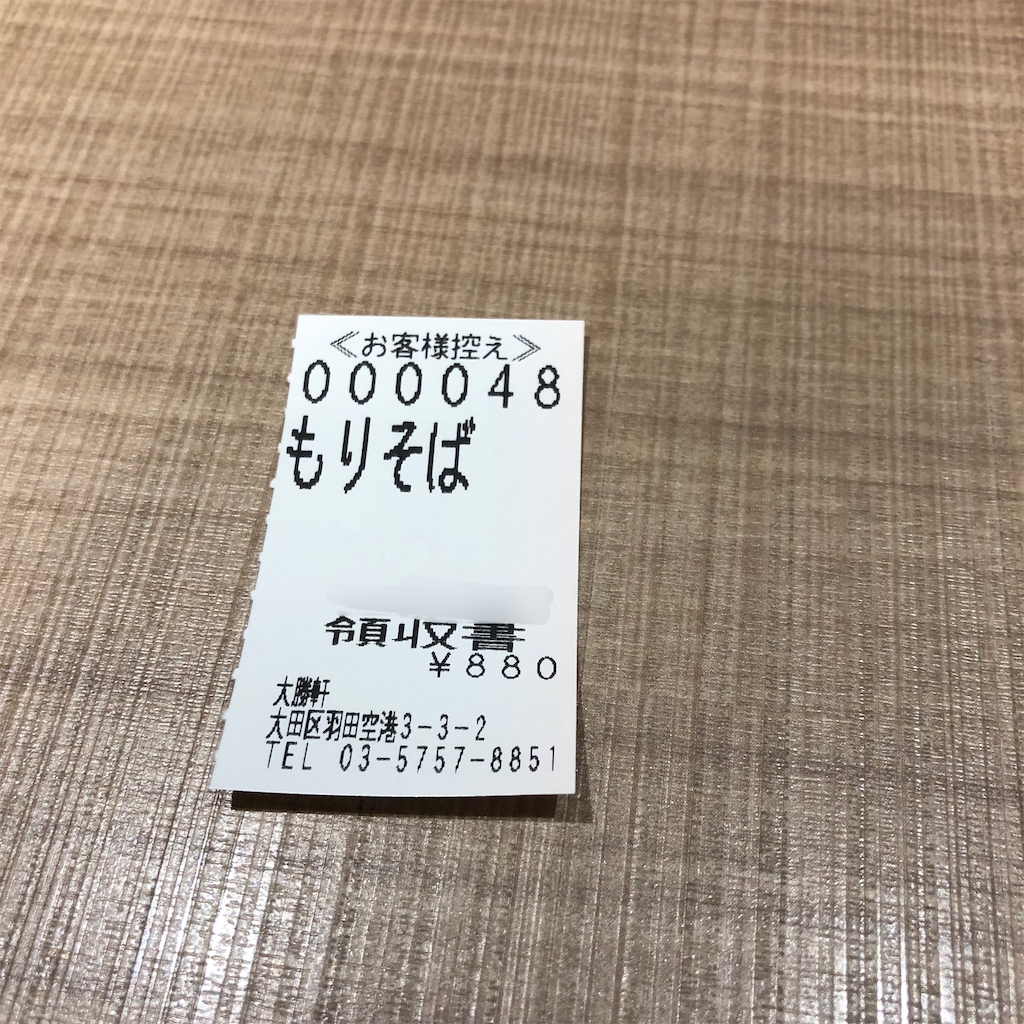 ≪お客様控え≫
000048
もりそば
領収書
¥880
大勝軒
大田区羽田空港3-3-2
TEL 03-5757-8851